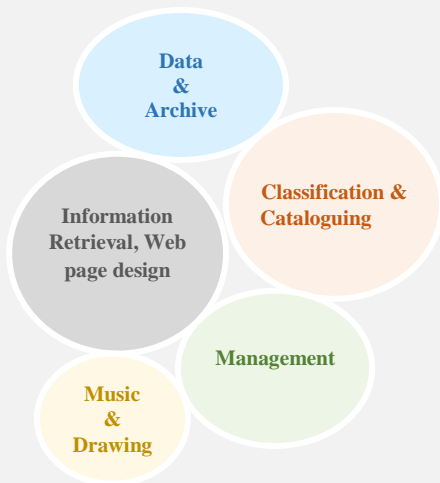 Data
&
Archive
Classification &
Cataloguing
Information
Retrieval, Web
page design
Management
Music
&
Drawing